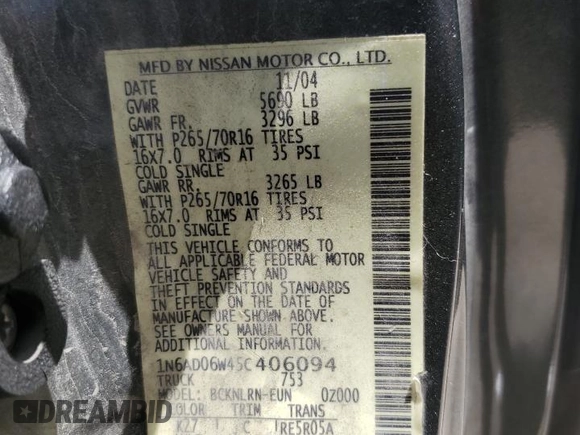 MFD BY NISSAN MOTOR CO., LTD.
DATE 11/04
GVWR 5690 LB
GAWR FR. 3296 LB
WITH P265/70R16 TIRES
16X7.0 RIMS AT 35 PSI
COLD SINGLE
GAWR RR. 3265 LB
WITH P265/70R16 TIRES
16X7.0 RIMS AT 35 PSI
COLD SINGLE
THIS VEHICLE CONFORMS TO
ALL APPLICABLE FEDERAL MOTOR
VEHICLE SAFETY AND
THEFT PREVENTION STANDARDS
IN EFFECT ON THE DATE OF
MANUFACTURE SHOWN ABOVE.
SEE OWNERS MANUAL FOR
ADDITIONAL INFORMATION.
1N6AD06W45C406094
TRUCK 753
MODEL: BCKNLRN-EUN 0Z000
COLOR TRIM TRANS
KZ7 C RE5R05A
© EPICBID